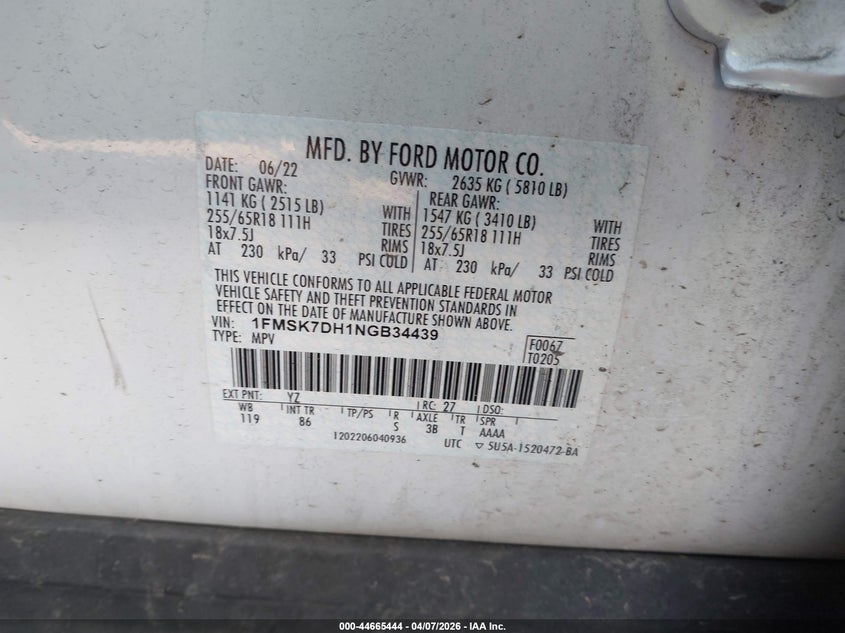 MFD. BY FORD MOTOR CO.
DATE: 06/22 GVWR: 2635 KG ( 5810 LB)
FRONT GAWR: REAR GAWR:
1141 KG ( 2515 LB) WITH 1547 KG ( 3410 LB) WITH
255/65R18 111H TIRES 255/65R18 111H TIRES
18x7.5J RIMS 18x7.5J RIMS
AT 230 kPa/ 33 PSI COLD AT 230 kPa/ 33 PSI COLD
THIS VEHICLE CONFORMS TO ALL APPLICABLE FEDERAL MOTOR
VEHICLE SAFETY AND THEFT PREVENTION STANDARDS IN
EFFECT ON THE DATE OF MANUFACTURE SHOWN ABOVE.
VIN: 1FMSK7DH1NGB34439
TYPE: MPV F0067
T0205
EXT PNT: YZ RC: 27 DSO:
WB INT TR TP/PS R AXLE TR SPR
119 86 S 3B T AAAA
1202206040936 UTC ▽ 5U5A-1520472-BA
000-44665444 - 04/07/2026 - IAA Inc.